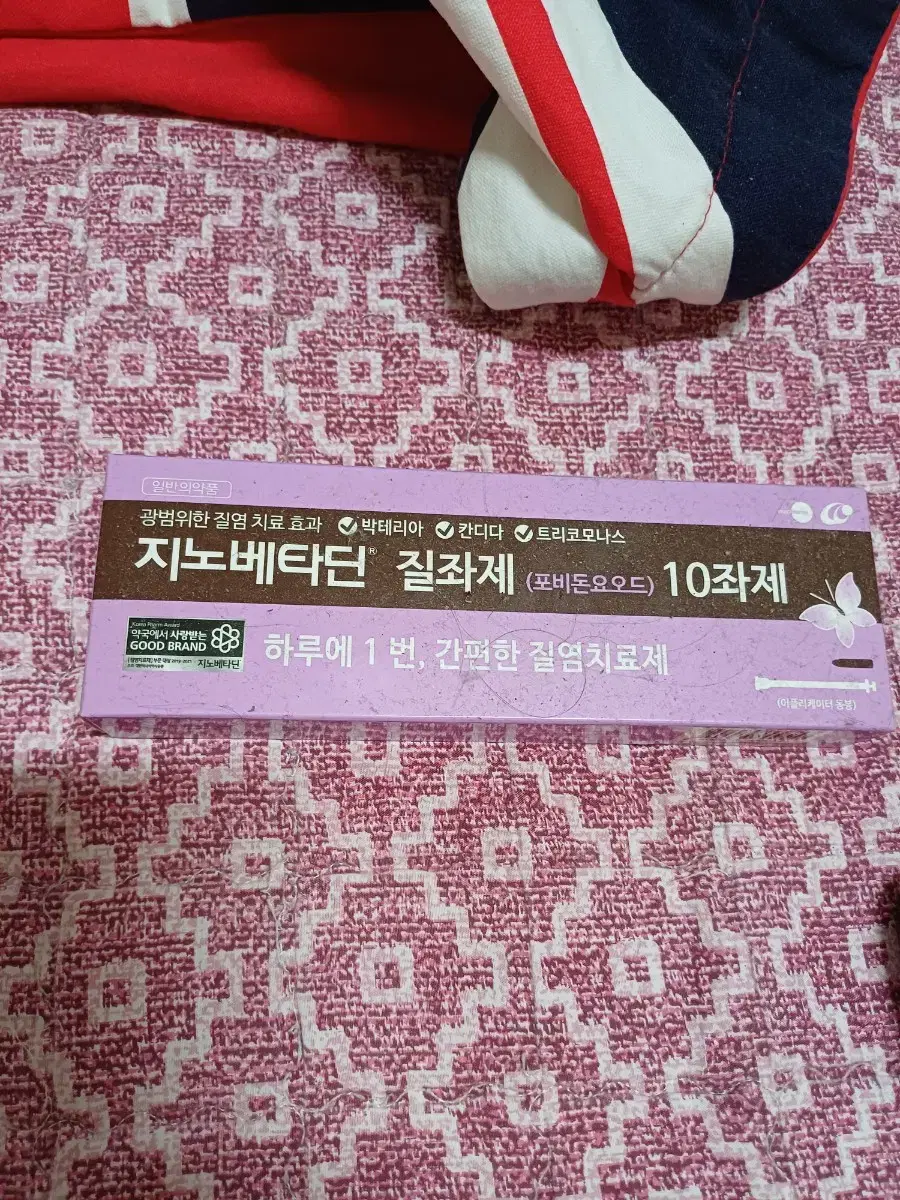 일반의약품
광범위한 질염 치료 효과 박테리아 칸디다 트리코모나스
지노베타딘® 질좌제 (포비돈요오드) 10좌제
Korea Pharm Award
약국에서 사랑받는
GOOD BRAND
지노베타딘
하루에 1 번, 간편한 질염치료제
(어플리케이터 동봉)